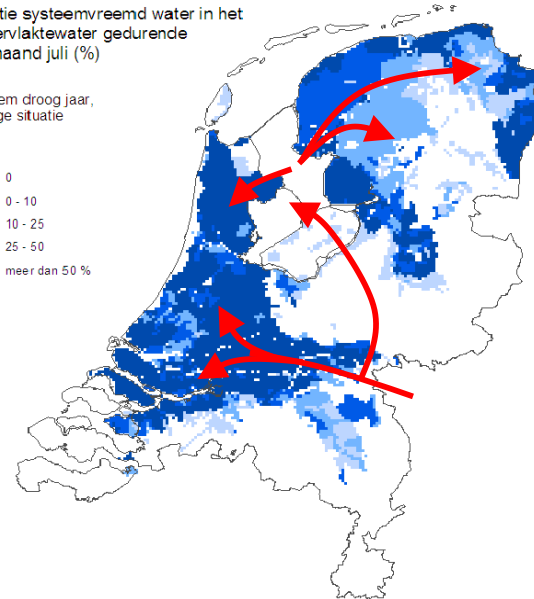 tie systeemvreemd water in het
ervlaktewater gedurende
naand juli (%)
em droog jaar,
ge situatie
0
0 - 10
10 - 25
25 - 50
meer dan 50 %